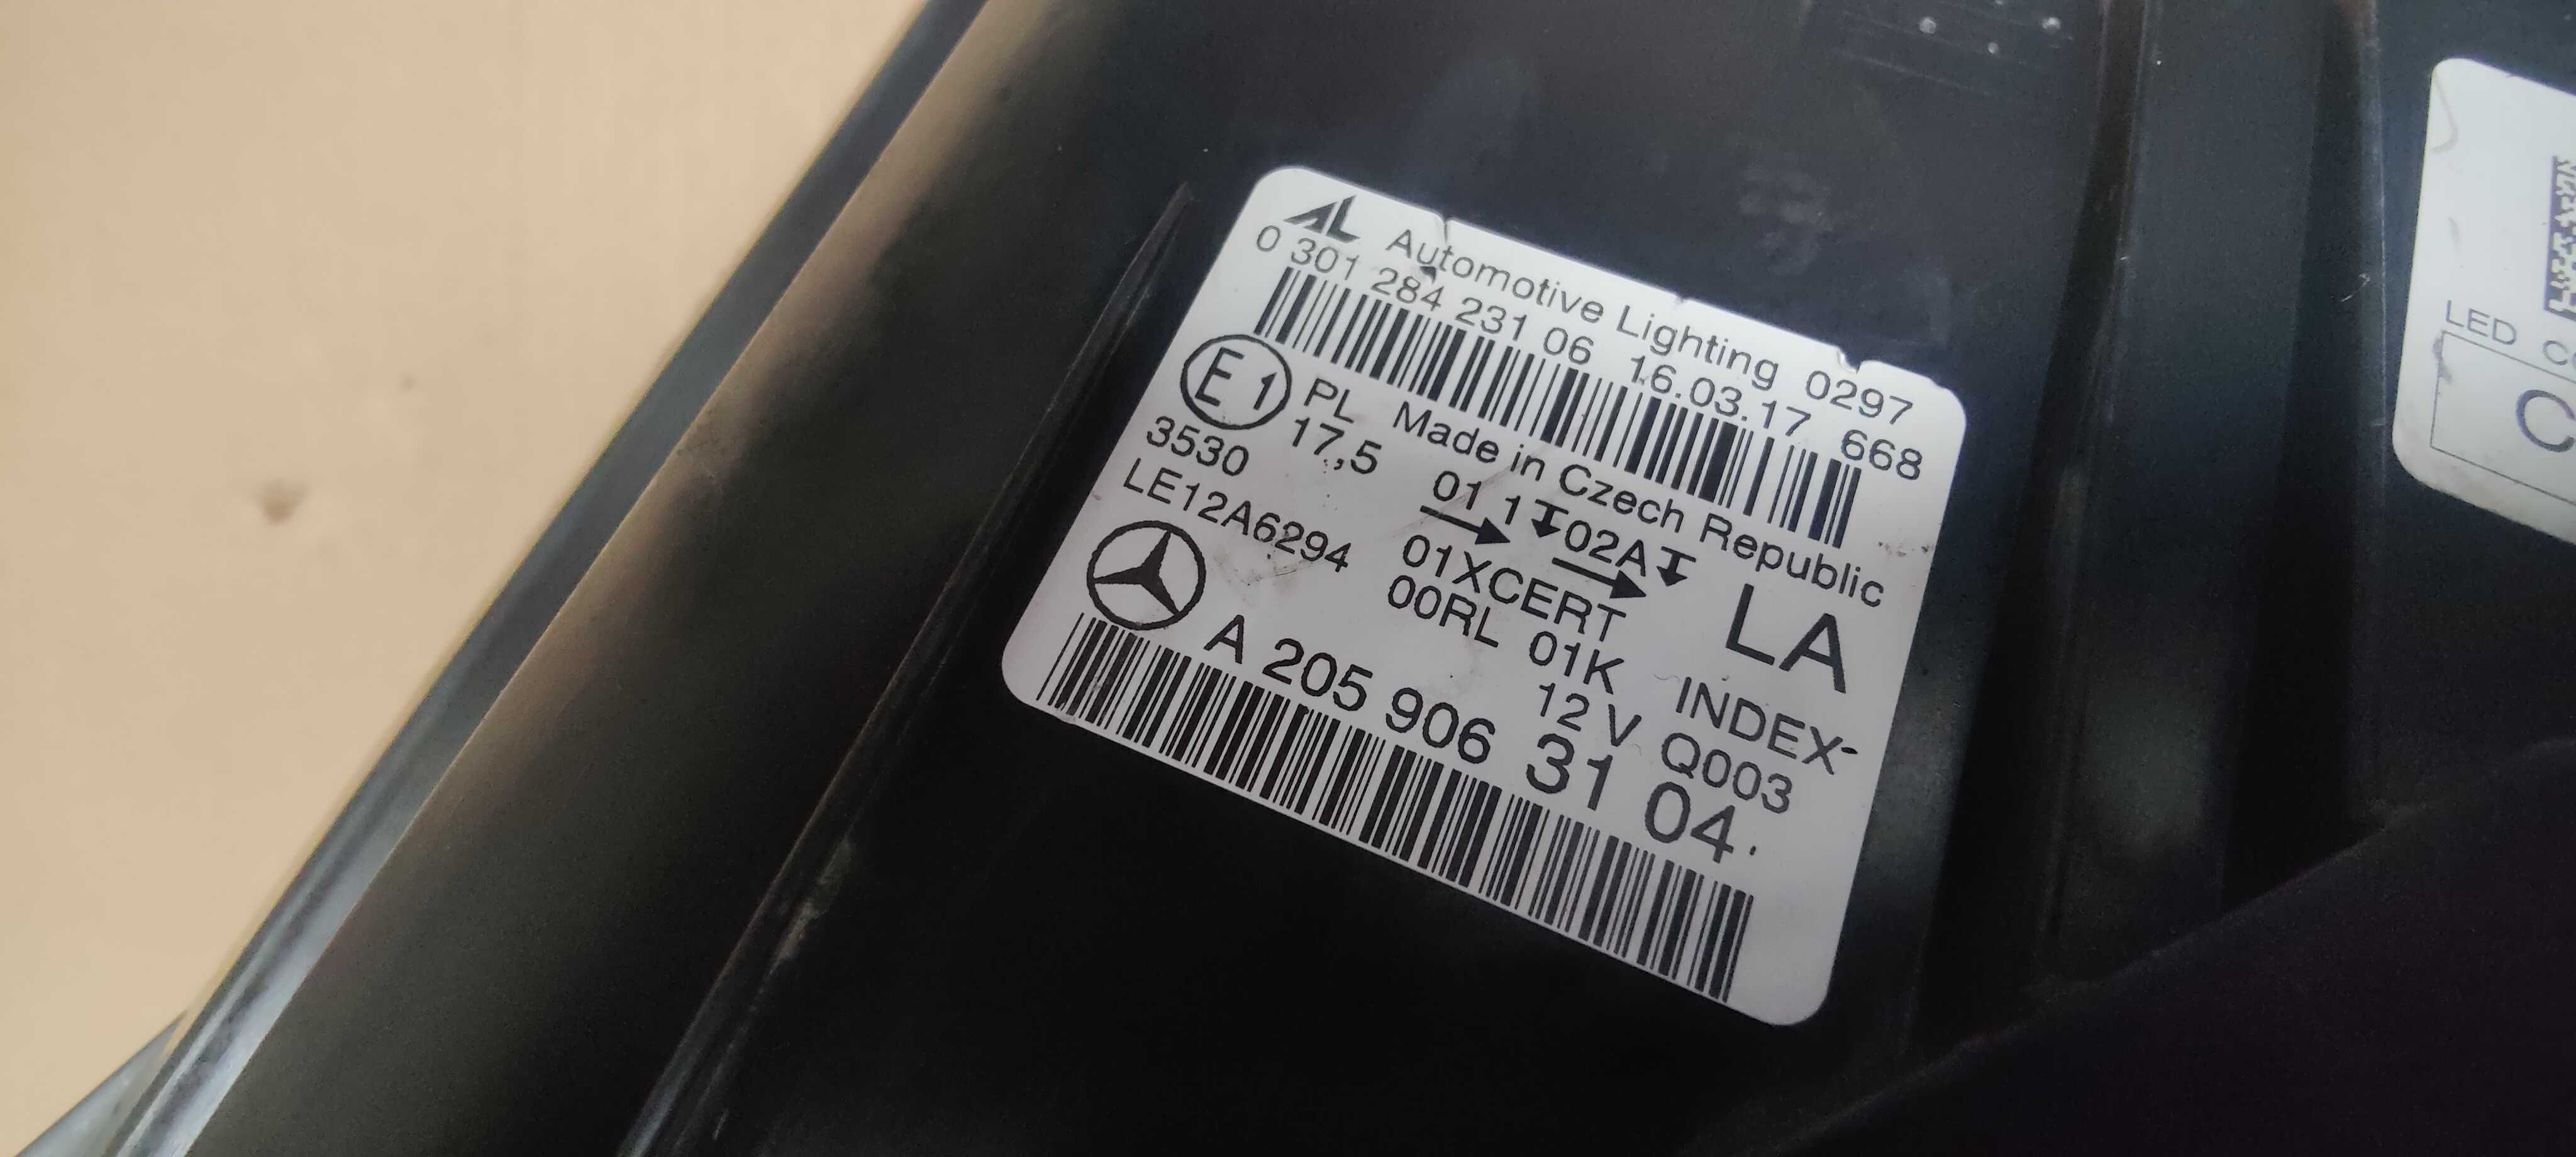 AL Automotive Lighting 0297
0 301 284 231 06 16.03.17 668
E1 PL Made in Czech Republic
3530 17,5 01 1 02A LA
LE12A6294 01XCERT
00RL 01K INDEX-
12 V Q003
A 205 906 31 04
LED